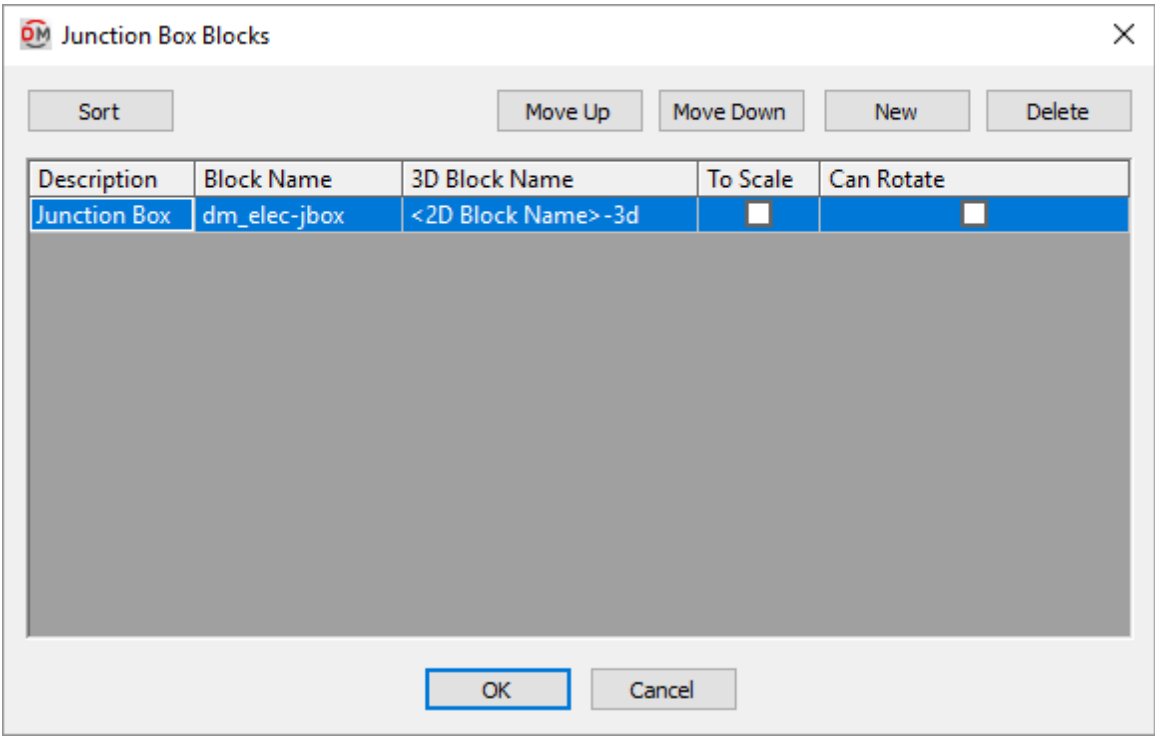 DM Junction Box Blocks
Sort Move Up Move Down New Delete
Description Block Name 3D Block Name To Scale Can Rotate
Junction Box dm_elec-jbox <2D Block Name>-3d
OK Cancel